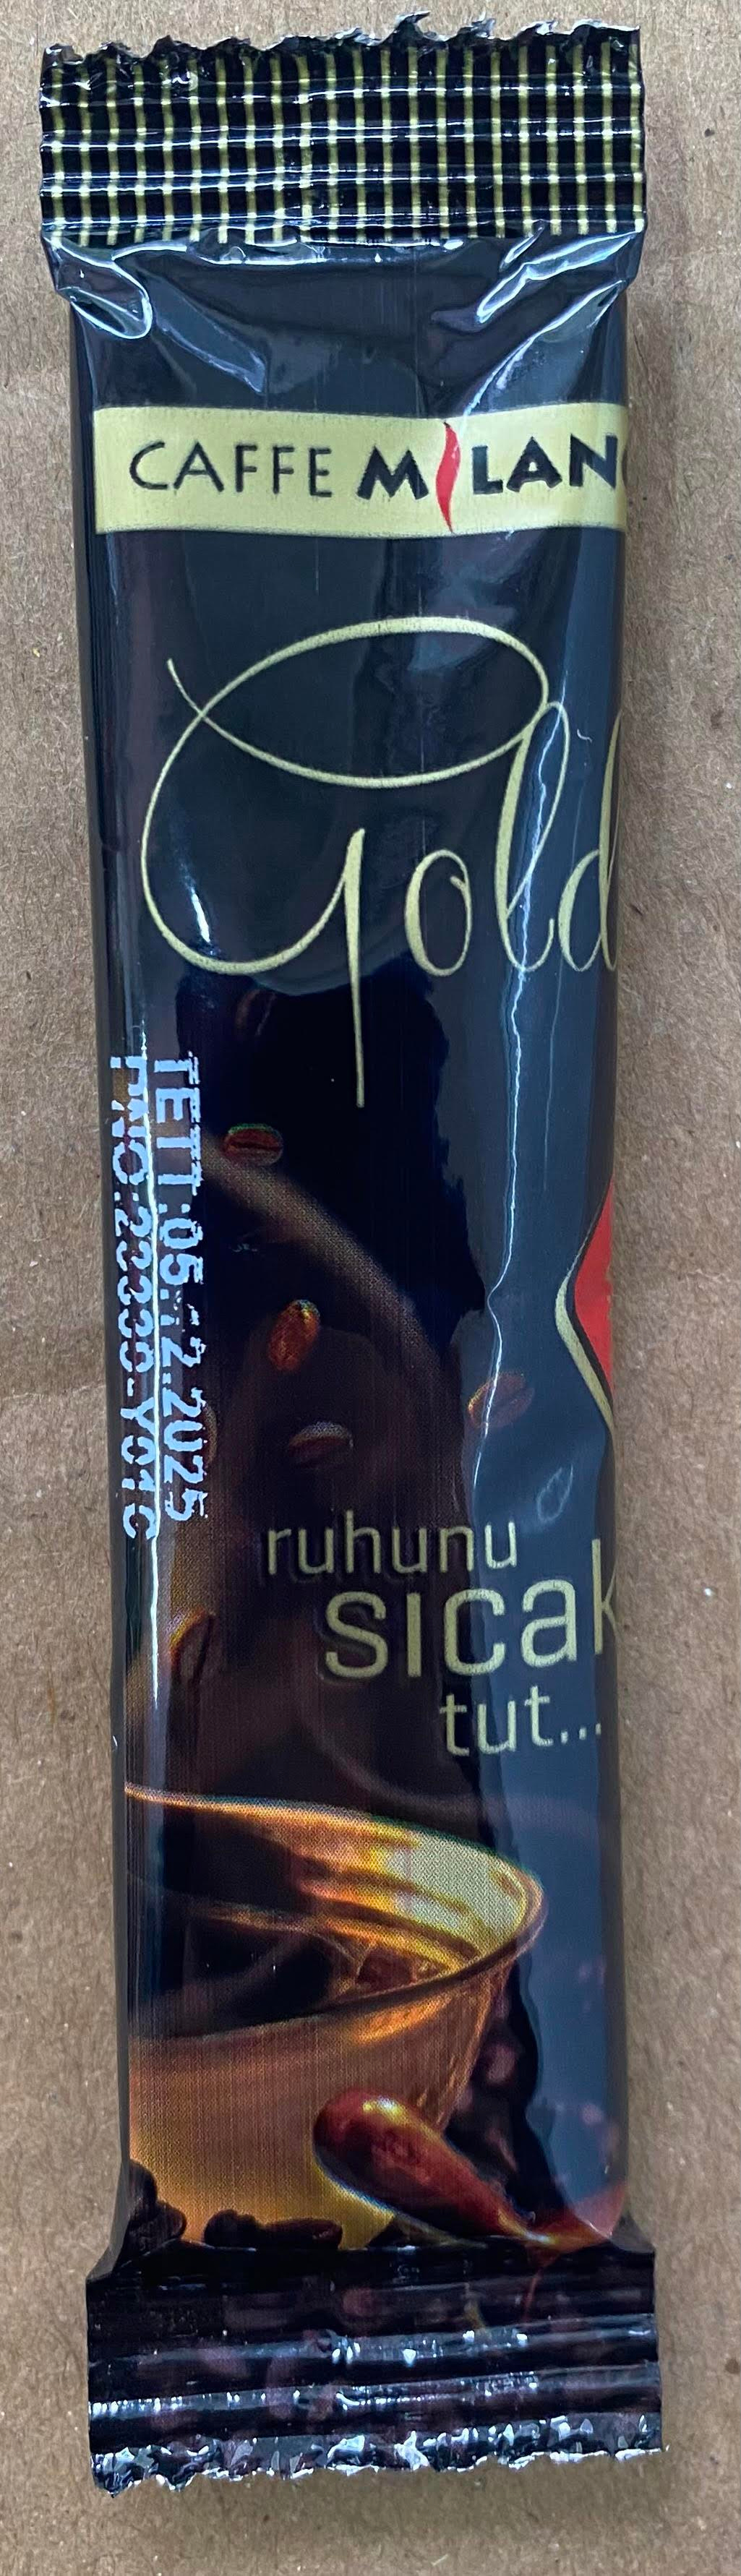 CAFFE MILANO
Gold
TETT:05.12.2025
ruhunu
sıcak
tut...